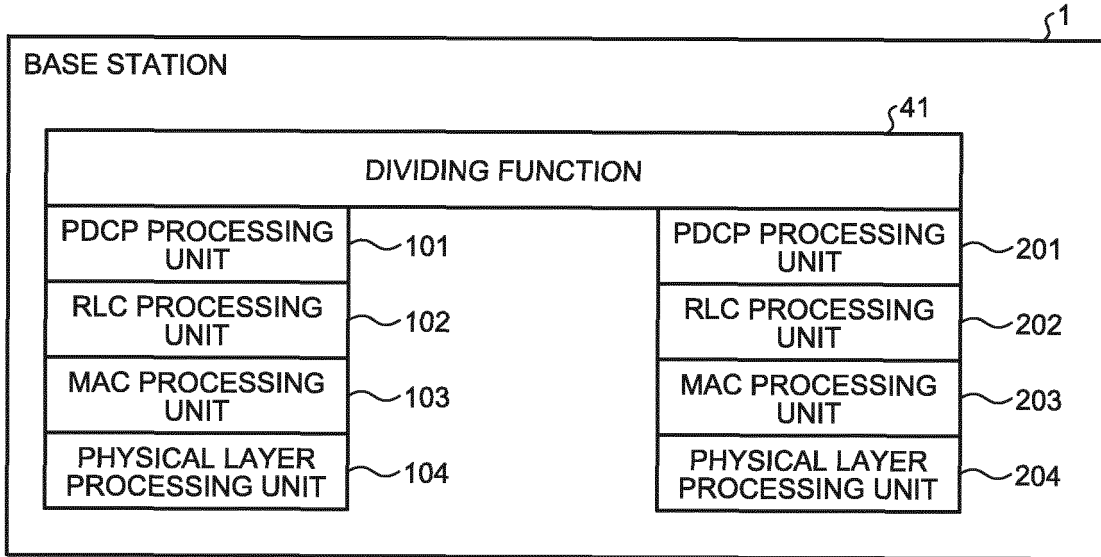 1
BASE STATION
41
DIVIDING FUNCTION
PDCP PROCESSING
UNIT
101
PDCP PROCESSING
UNIT
201
RLC PROCESSING
UNIT
102
RLC PROCESSING
UNIT
202
MAC PROCESSING
UNIT
103
MAC PROCESSING
UNIT
203
PHYSICAL LAYER
PROCESSING UNIT
104
PHYSICAL LAYER
PROCESSING UNIT
204